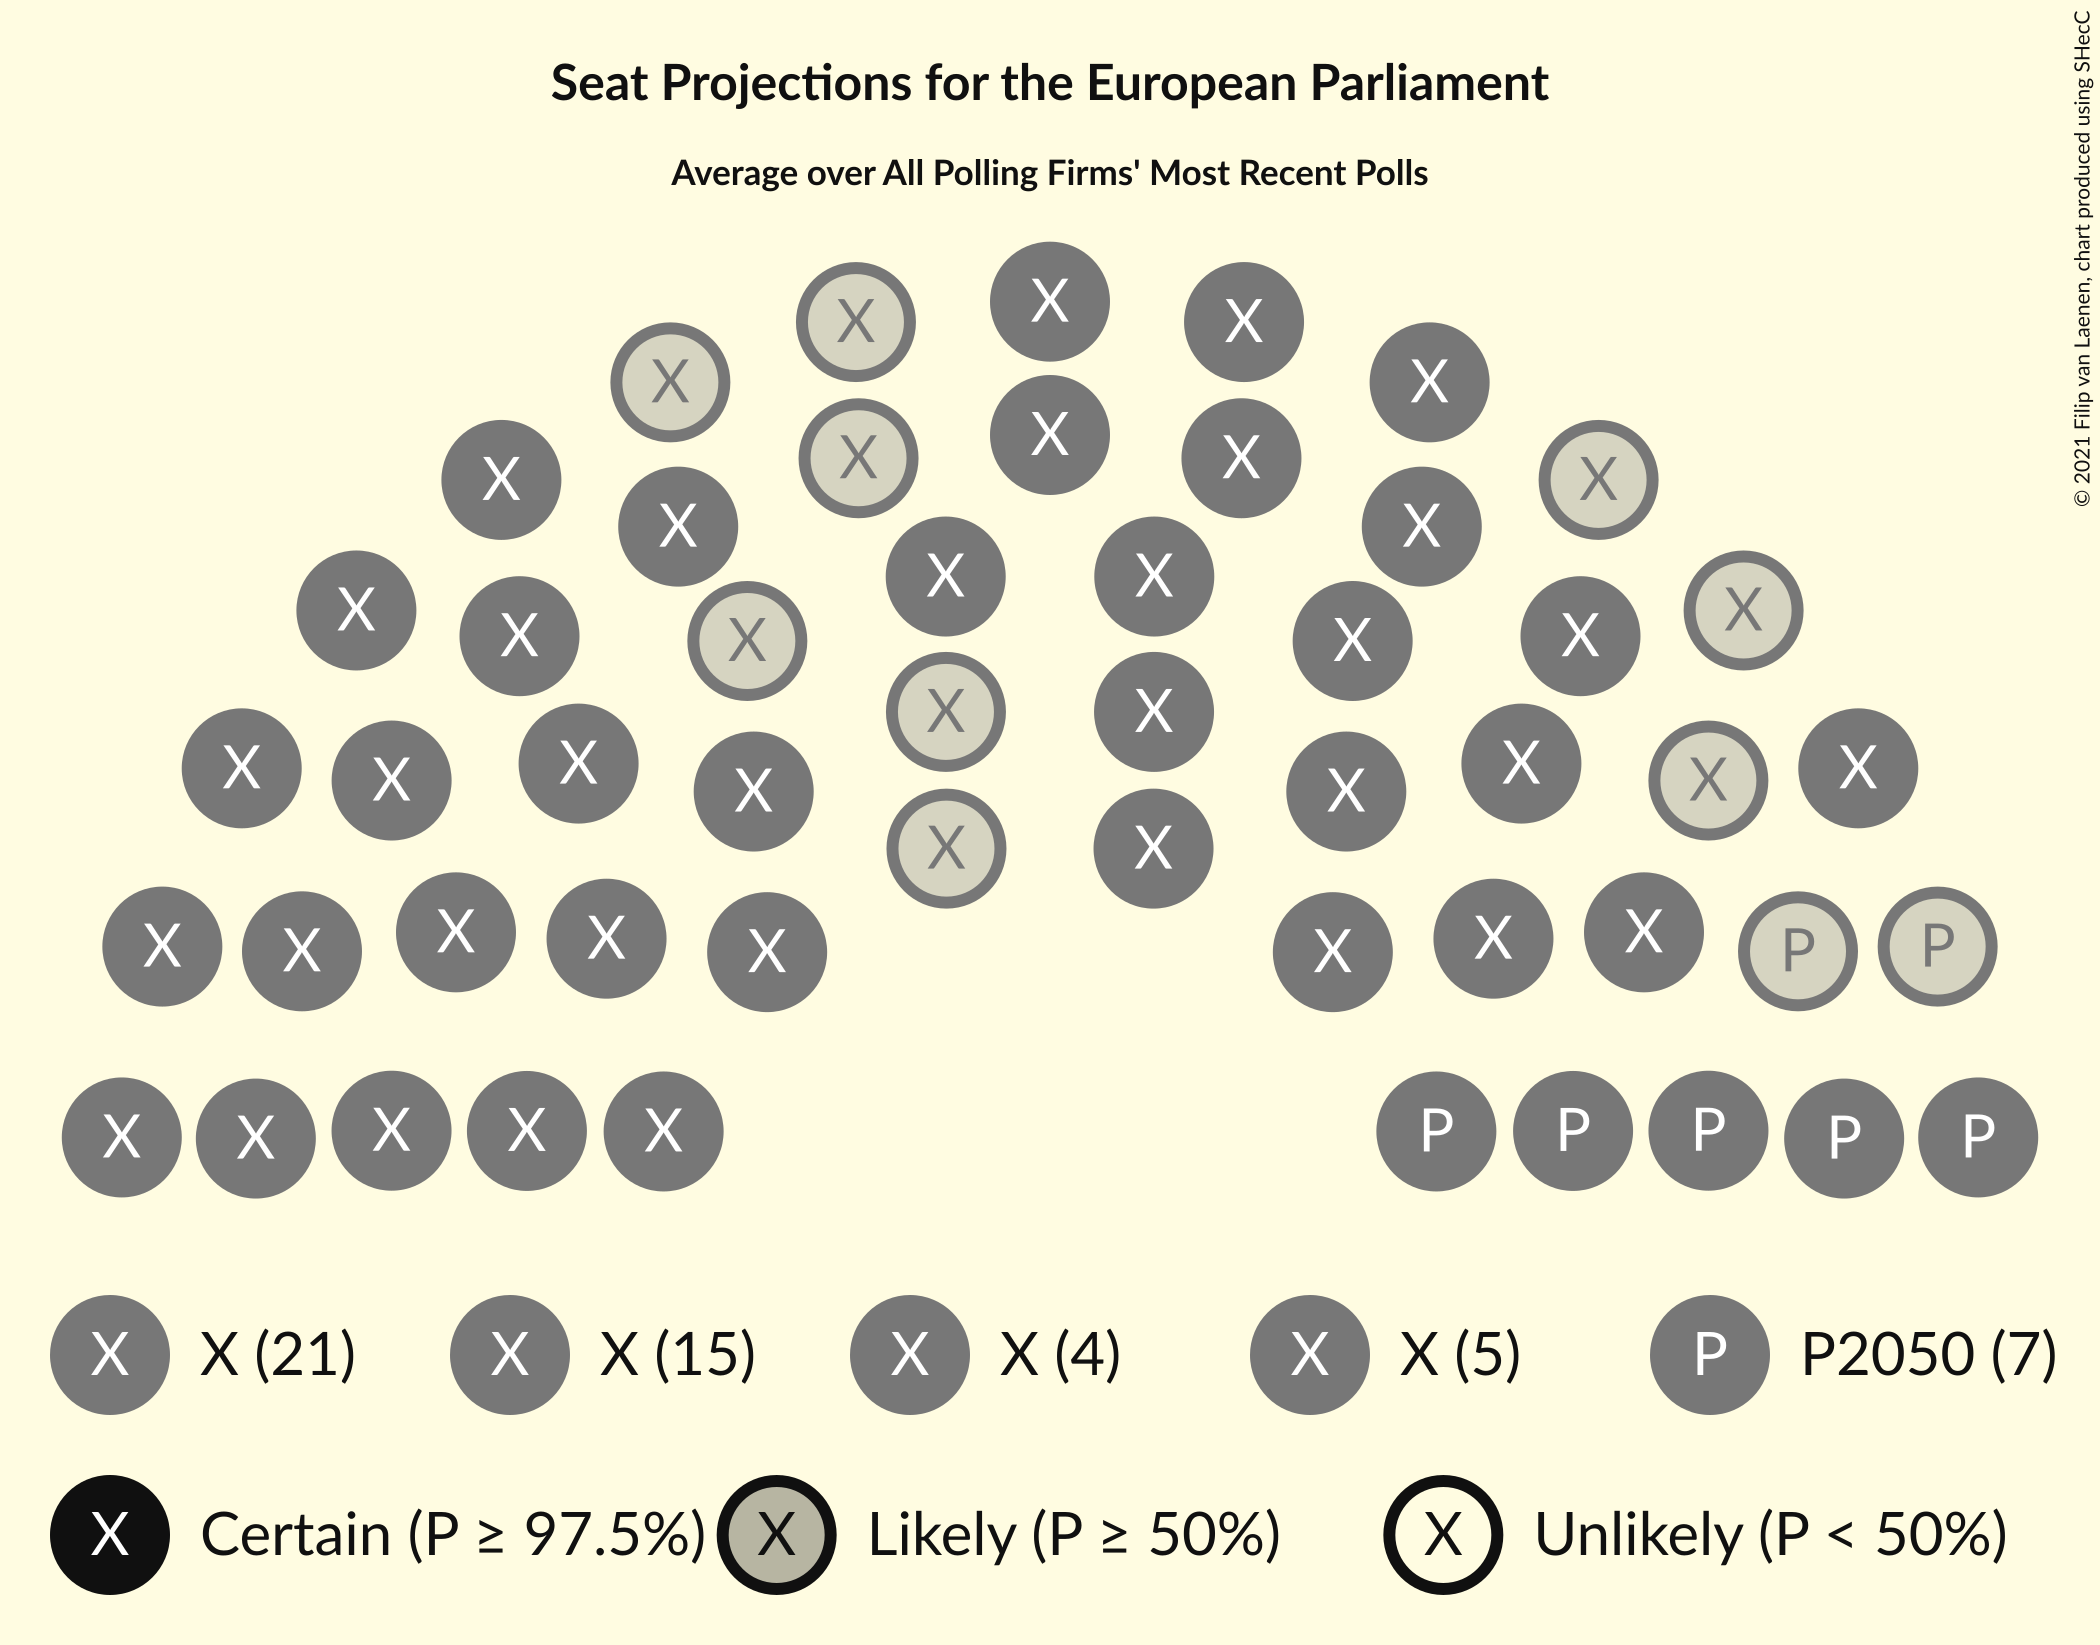 Seat Projections for the European Parliament
Average over All Polling Firms' Most Recent Polls
© 2021 Filip van Laenen, chart produced using SHecC
X X X
X X
X X X
X X
X X
X X
X X
X X
X X
X X
X X
X X X X
X X
X X
X X
X X X P P
X X X X X
X X X X X P P P P P
X X (21) X X (15) X X (4) X X (5) P P2050 (7)
X Certain (P ≥ 97.5%) X Likely (P ≥ 50%) X Unlikely (P < 50%)